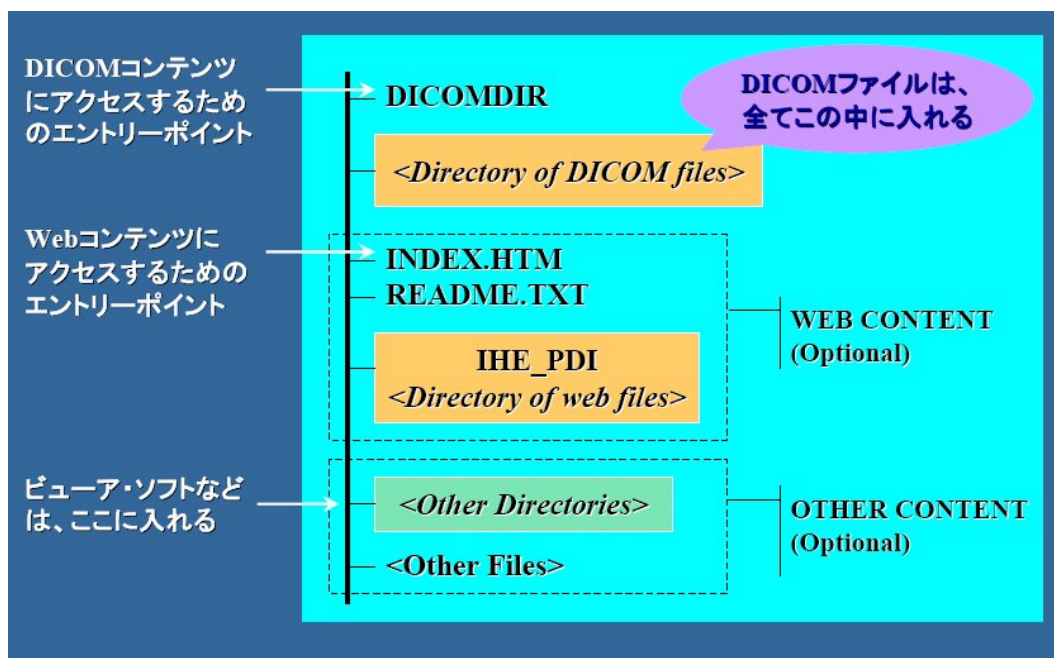 DICOMコンテンツ
にアクセスするため
のエントリーポイント
DICOMDIR
DICOMファイルは、
全てこの中に入れる
<Directory of DICOM files>
Webコンテンツに
アクセスするための
エントリーポイント
INDEX.HTM
README.TXT
IHE_PDI
<Directory of web files>
WEB CONTENT
(Optional)
ビューア・ソフトなど
は、ここに入れる
<Other Directories>
<Other Files>
OTHER CONTENT
(Optional)